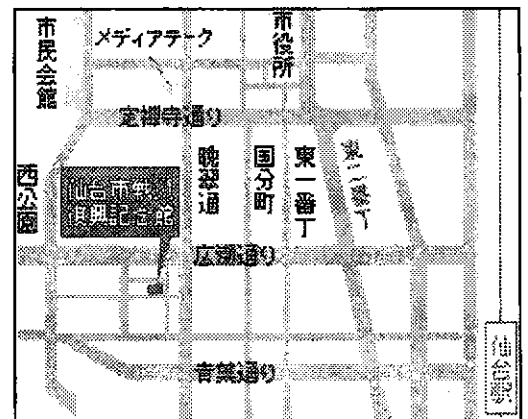 市民会館
メディアテーク
市役所
定禅寺通り
西公園
仙台市戦災
復興記念館
晩翠通
国分町
東一番丁
東二番丁
広瀬通り
青葉通り
仙台駅